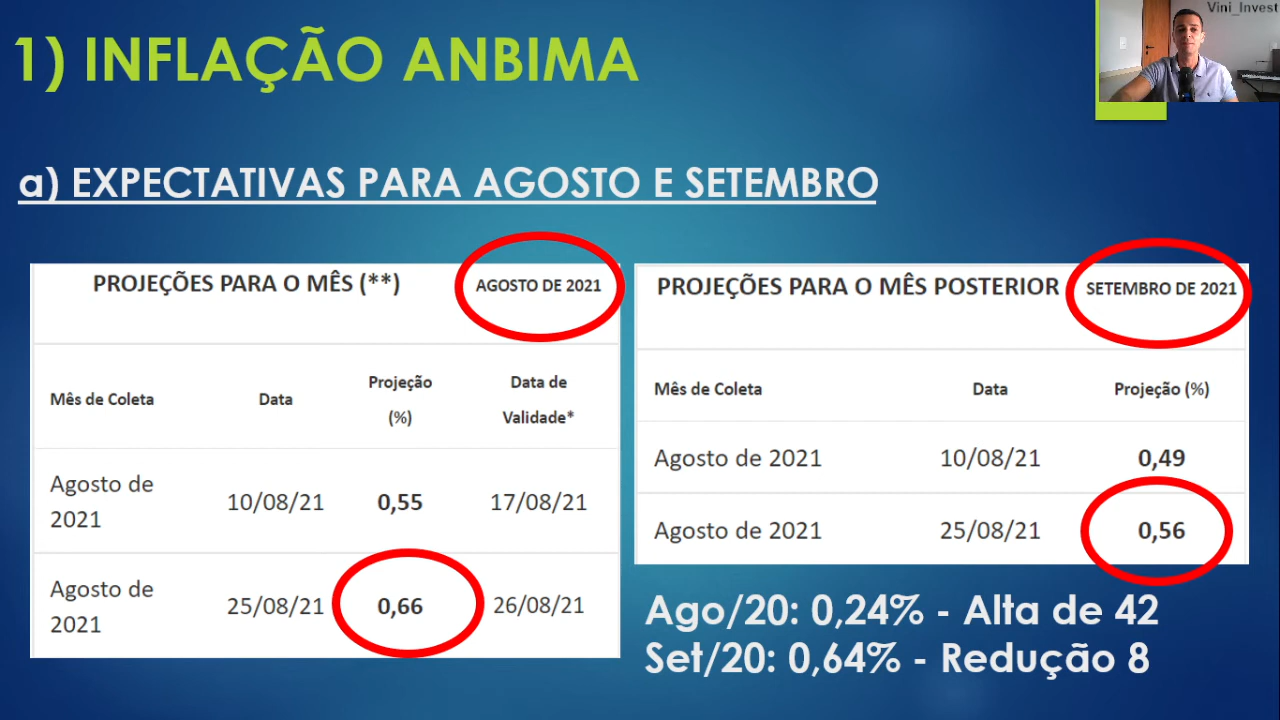 Vini_Invest
1) INFLAÇÃO ANBIMA
a) EXPECTATIVAS PARA AGOSTO E SETEMBRO
PROJEÇÕES PARA O MÊS (**) AGOSTO DE 2021
Mês de Coleta Data Projeção (%) Data de Validade*
Agosto de 2021 10/08/21 0,55 17/08/21
Agosto de 2021 25/08/21 0,66 26/08/21
PROJEÇÕES PARA O MÊS POSTERIOR SETEMBRO DE 2021
Mês de Coleta Data Projeção (%)
Agosto de 2021 10/08/21 0,49
Agosto de 2021 25/08/21 0,56
Ago/20: 0,24% - Alta de 42
Set/20: 0,64% - Redução 8